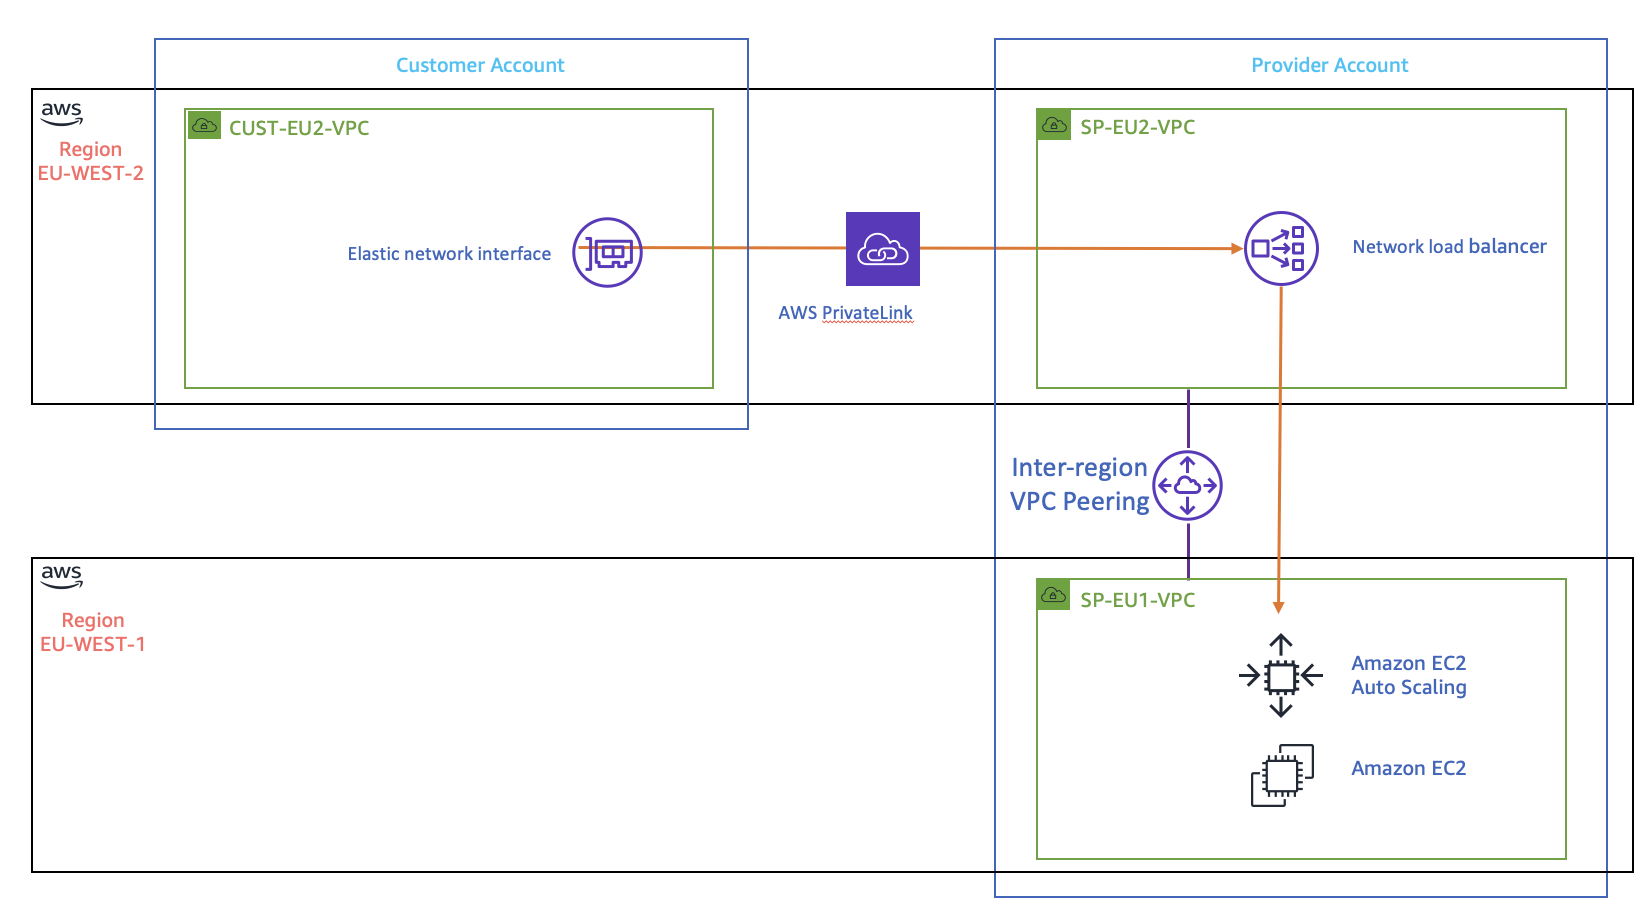 Customer Account
Provider Account
aws
Region
EU-WEST-2
CUST-EU2-VPC
SP-EU2-VPC
Elastic network interface
Network load balancer
AWS PrivateLink
Inter-region
VPC Peering
aws
Region
EU-WEST-1
SP-EU1-VPC
Amazon EC2
Auto Scaling
Amazon EC2